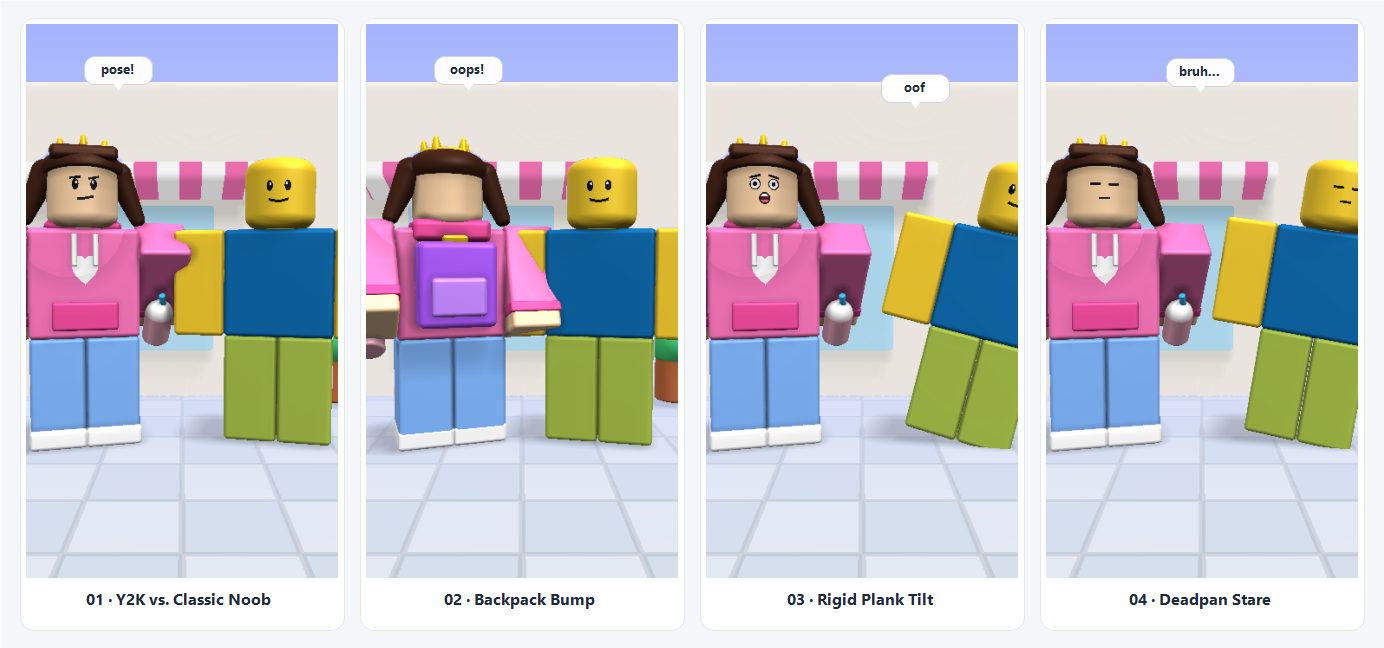 pose!
oops!
oof
bruh...
01 · Y2K vs. Classic Noob
02 · Backpack Bump
03 · Rigid Plank Tilt
04 · Deadpan Stare